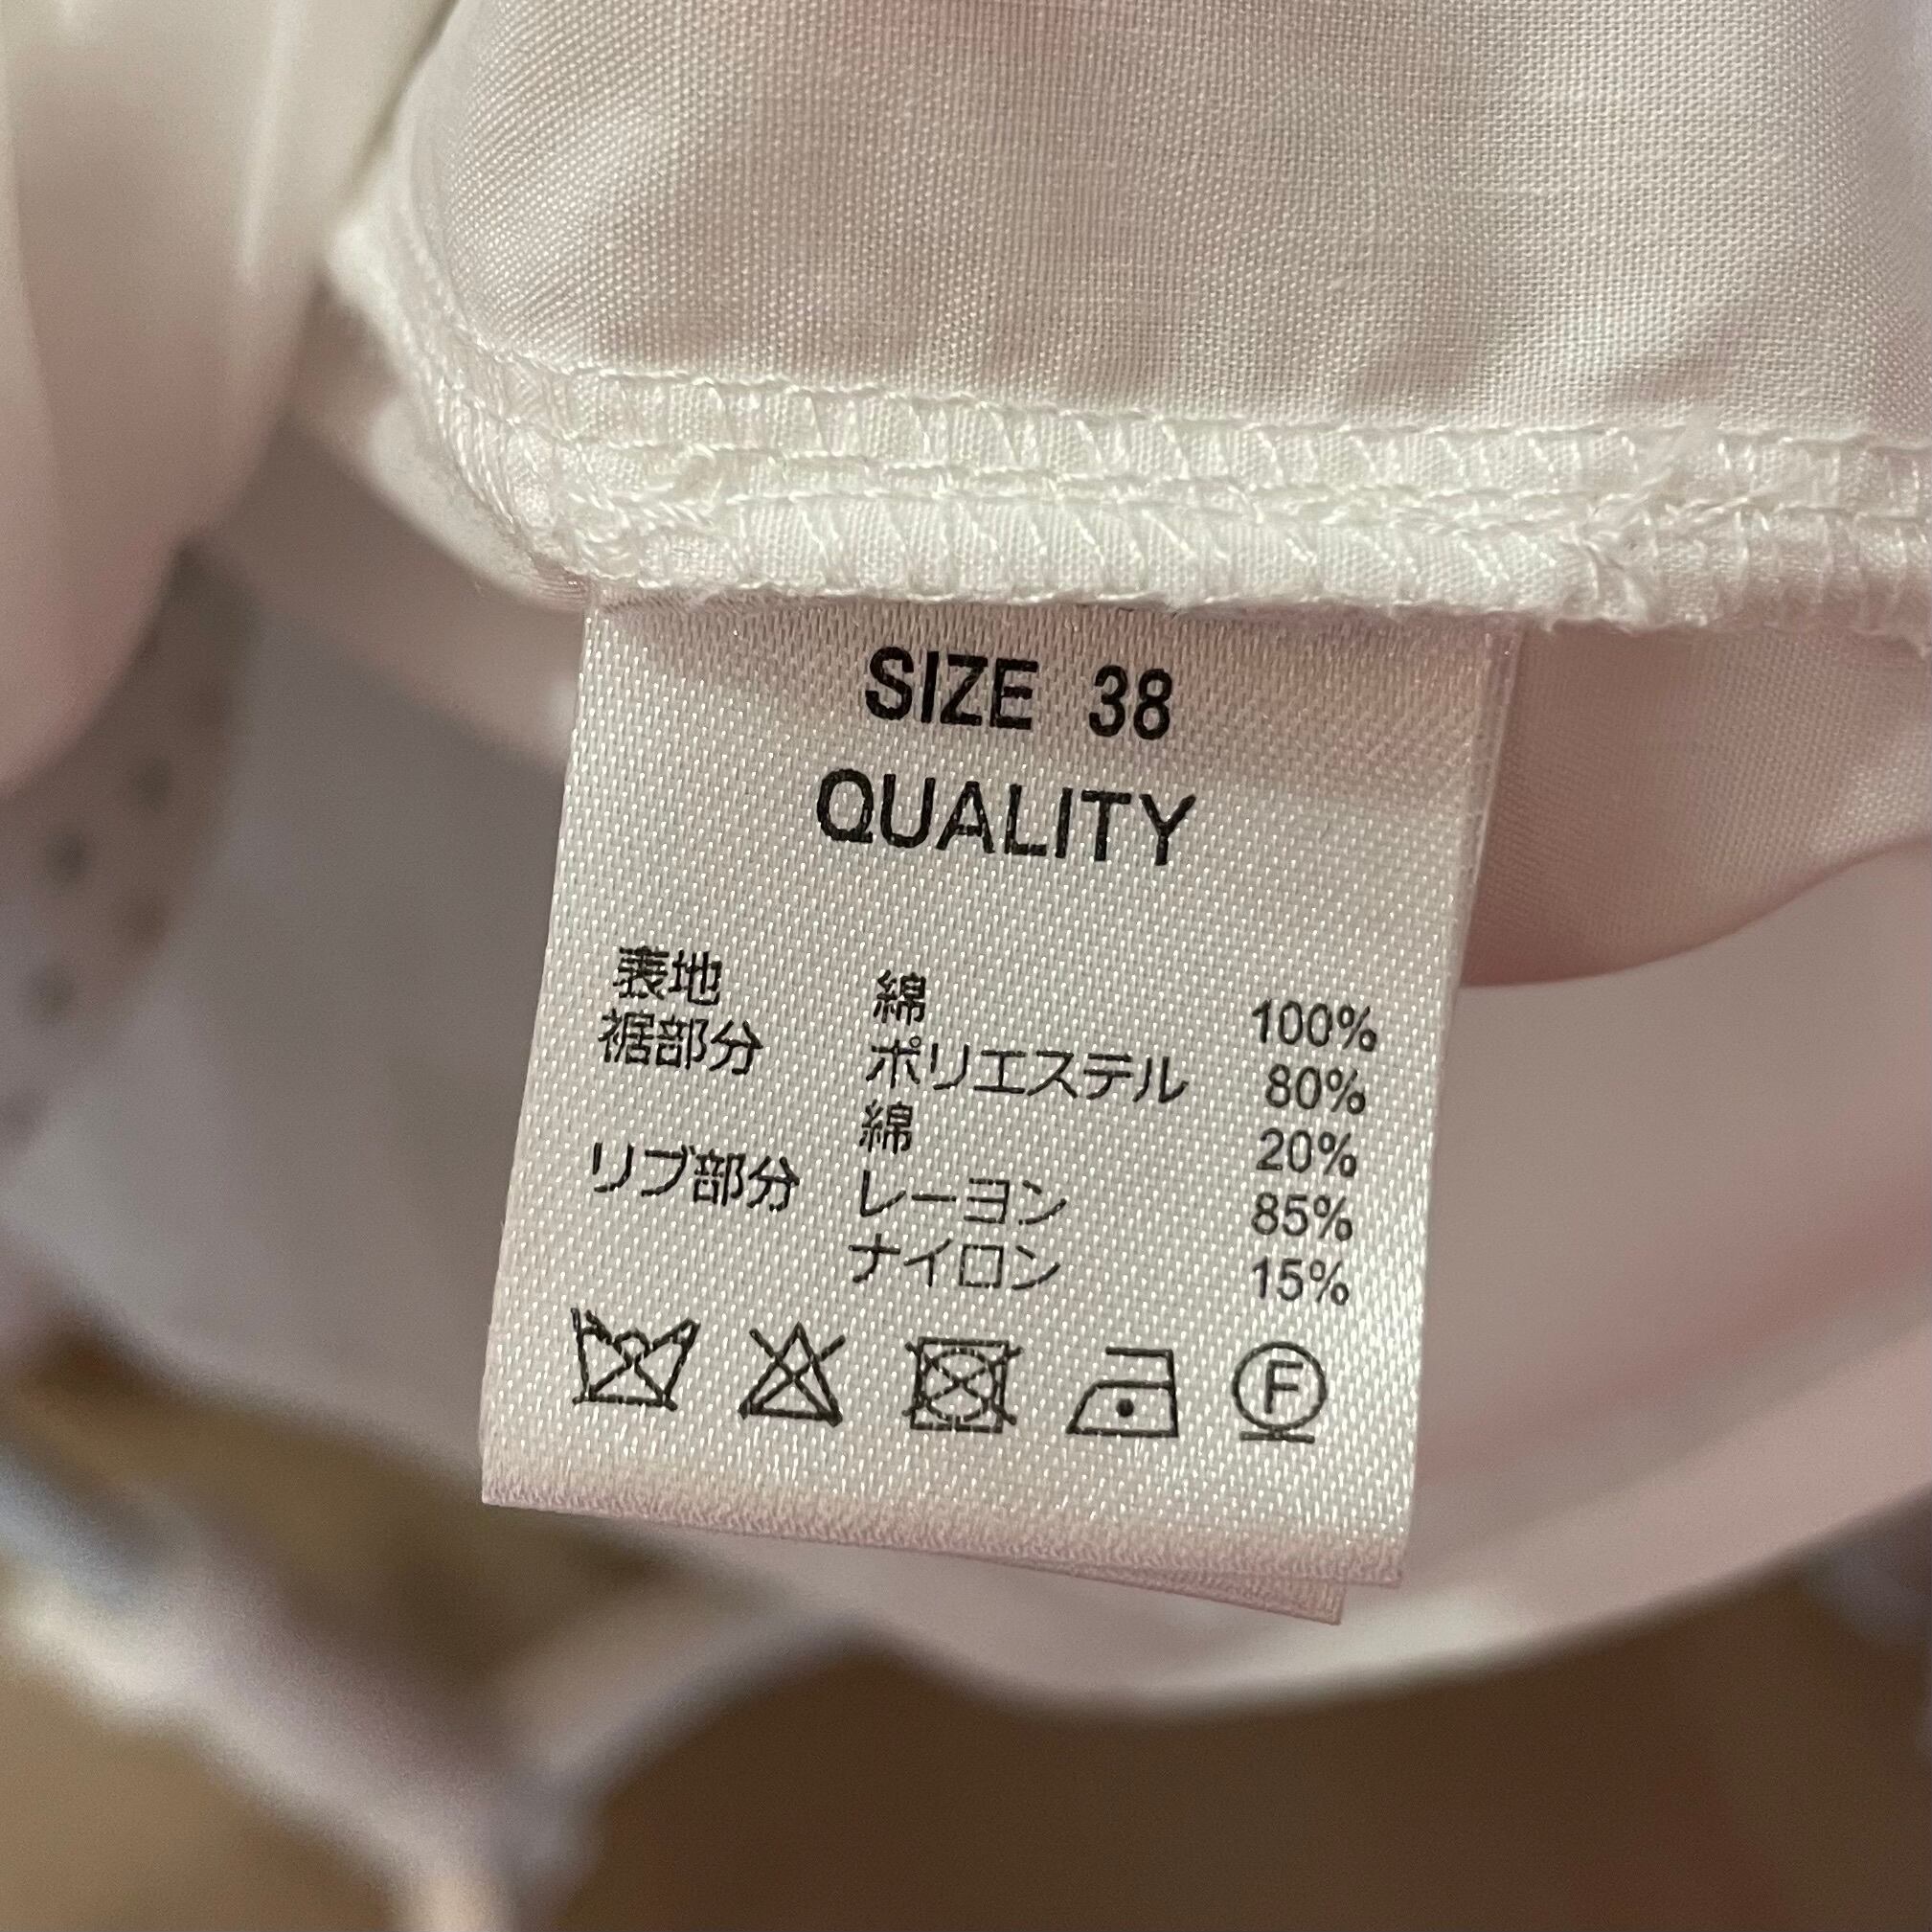 SIZE 38
QUALITY
表地 綿 100%
裾部分 ポリエステル 80%
綿 20%
リブ部分 レーヨン 85%
ナイロン 15%
F